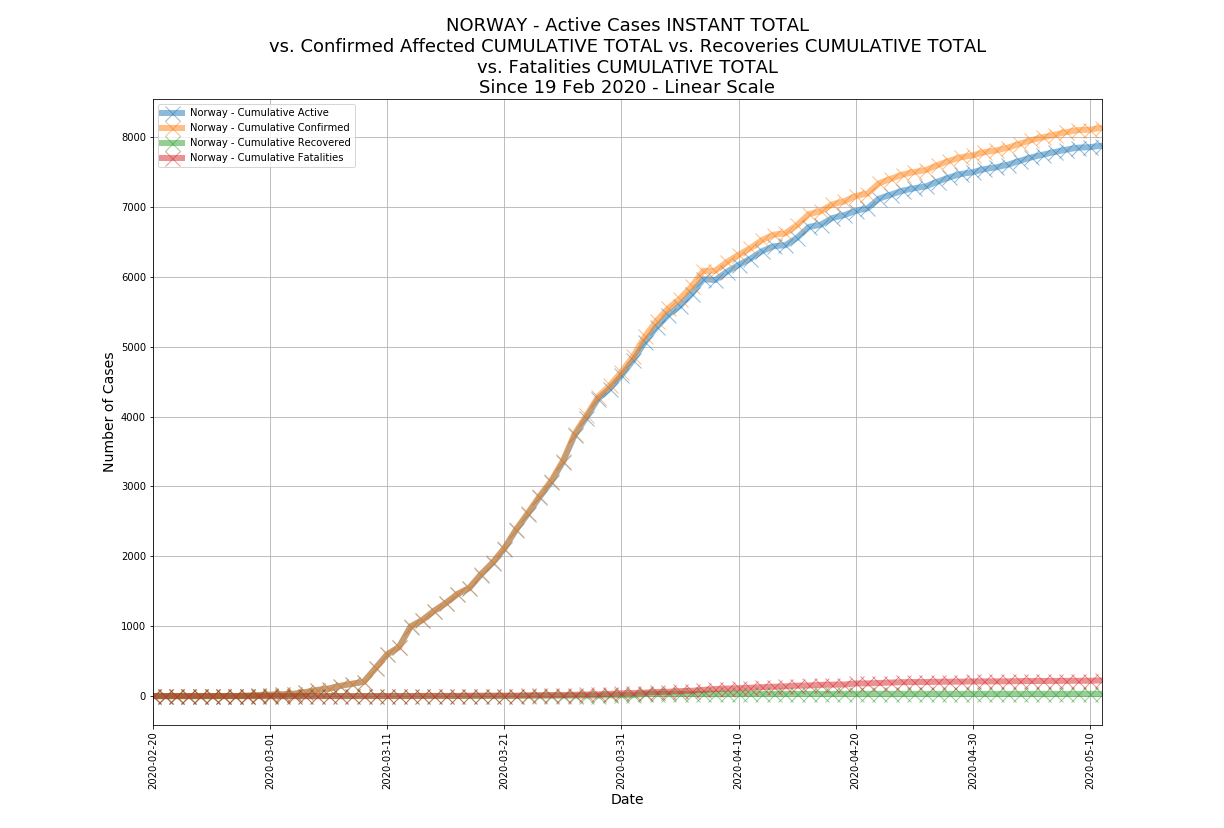 NORWAY - Active Cases INSTANT TOTAL
vs. Confirmed Affected CUMULATIVE TOTAL vs. Recoveries CUMULATIVE TOTAL
vs. Fatalities CUMULATIVE TOTAL
Since 19 Feb 2020 - Linear Scale
Norway - Cumulative Active
Norway - Cumulative Confirmed
Norway - Cumulative Recovered
Norway - Cumulative Fatalities
Number of Cases
8000
7000
6000
5000
4000
3000
2000
1000
0
2020-02-20
2020-03-01
2020-03-11
2020-03-21
2020-03-31
2020-04-10
2020-04-20
2020-04-30
2020-05-10
Date